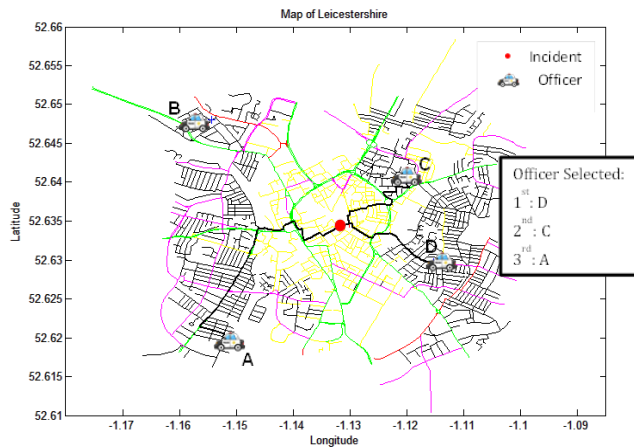 Map of Leicestershire
52.66
52.655
52.65
52.645
52.64
52.635
52.63
52.625
52.62
52.615
52.61
Latitude
Incident
Officer
B
C
D
A
Officer Selected:
1st : D
2nd : C
3rd : A
-1.17 -1.16 -1.15 -1.14 -1.13 -1.12 -1.11 -1.1 -1.09
Longitude